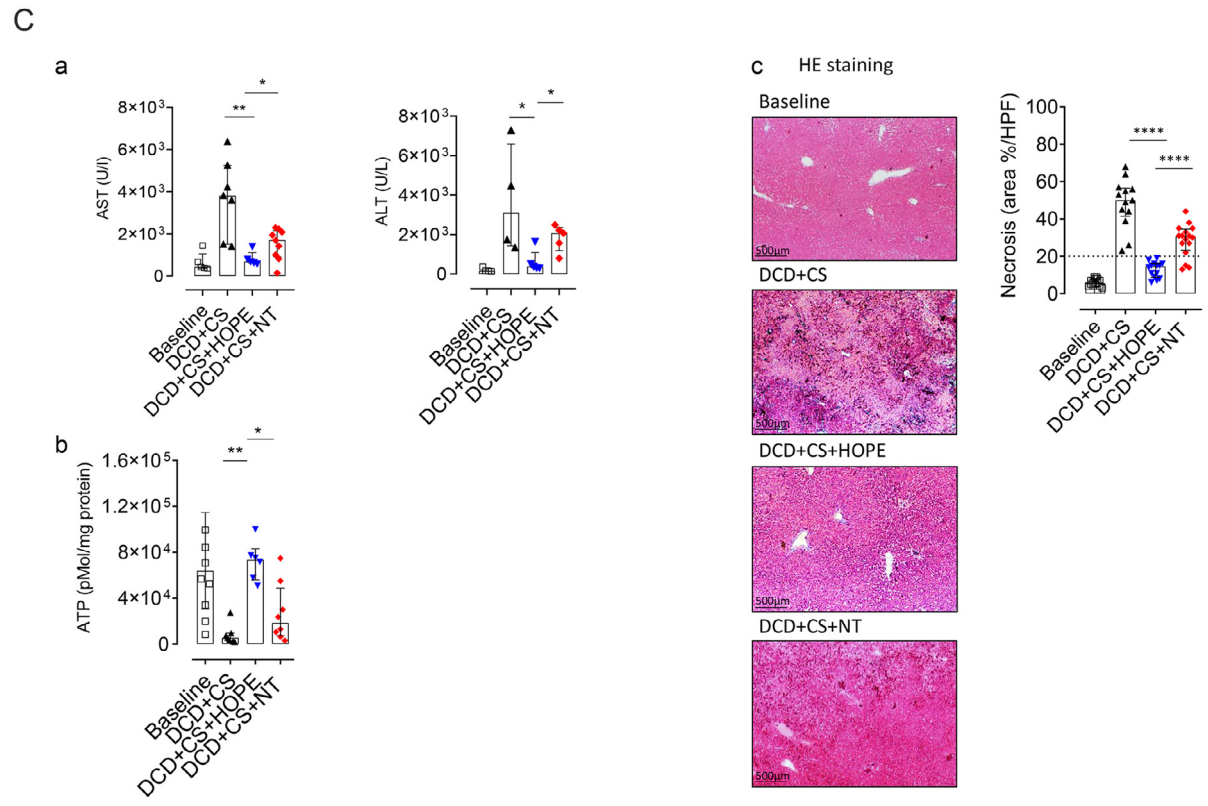 C
a
AST (U/l)
8×10³
6×10³
4×10³
2×10³
0
**
*
Baseline
DCD+CS
DCD+CS+HOPE
DCD+CS+NT
ALT (U/L)
8×10³
6×10³
4×10³
2×10³
0
*
*
Baseline
DCD+CS
DCD+CS+HOPE
DCD+CS+NT
b
ATP (pMol/mg protein)
1.6×10⁵
1.2×10⁵
8×10⁴
4×10⁴
0
**
*
Baseline
DCD+CS
DCD+CS+HOPE
DCD+CS+NT
c HE staining
Baseline
500µm
DCD+CS
500µm
DCD+CS+HOPE
500µm
DCD+CS+NT
500µm
Necrosis (area %/HPF)
100
80
60
40
20
0
****
****
Baseline
DCD+CS
DCD+CS+HOPE
DCD+CS+NT